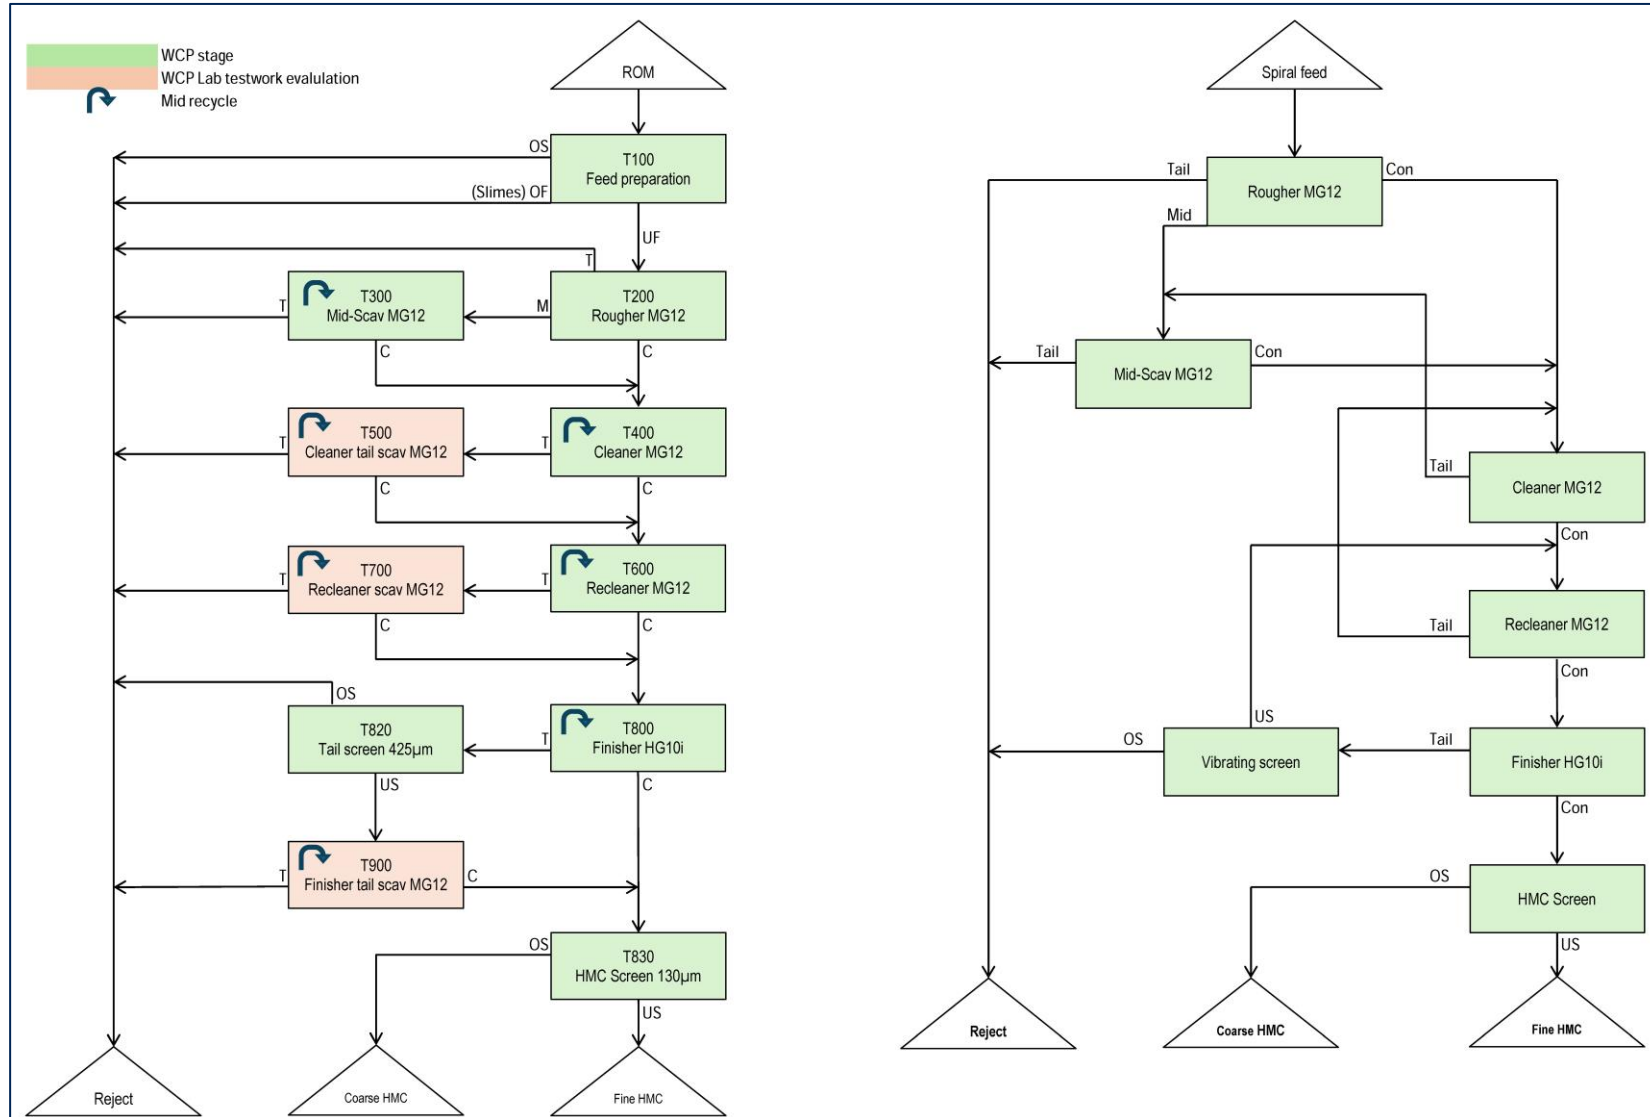 WCP stage
WCP Lab testwork evalulation
Mid recycle
ROM
OS
T100
Feed preparation
(Slimes) OF
UF
T
T300
Mid-Scav MG12
T
M
T200
Rougher MG12
C
C
T500
Cleaner tail scav MG12
T
T
T400
Cleaner MG12
C
C
T700
Recleaner scav MG12
T
T
T600
Recleaner MG12
C
C
OS
T820
Tail screen 425µm
T
T800
Finisher HG10i
US
C
T900
Finisher tail scav MG12
T
C
OS
T830
HMC Screen 130µm
US
Reject
Coarse HMC
Fine HMC
Spiral feed
Tail
Rougher MG12
Con
Mid
Tail
Mid-Scav MG12
Con
Tail
Cleaner MG12
Con
Tail
Recleaner MG12
Con
US
OS
Vibrating screen
Tail
Finisher HG10i
Con
OS
HMC Screen
US
Reject
Coarse HMC
Fine HMC